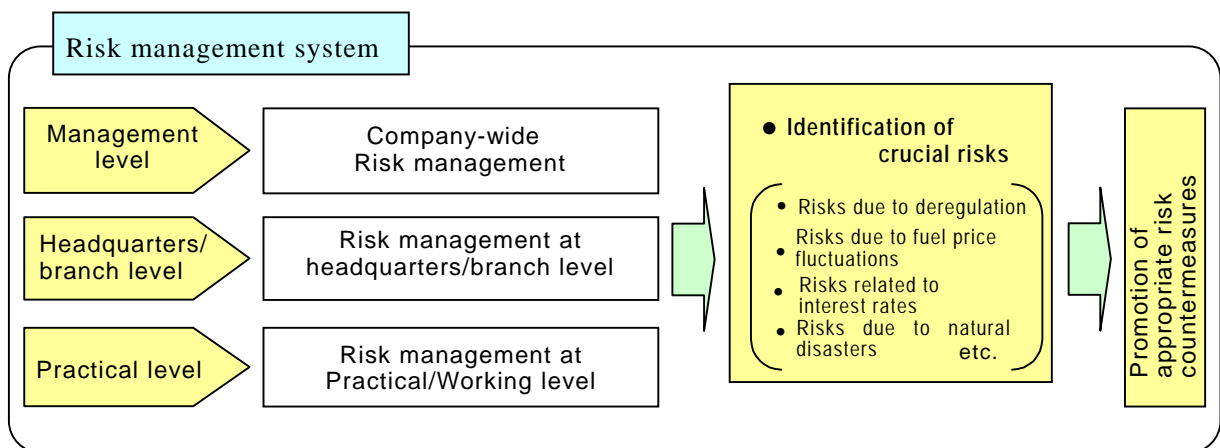 Risk management system
Management
level
Company-wide
Risk management
Headquarters/
branch level
Risk management at
headquarters/branch level
Practical level
Risk management at
Practical/Working level
● Identification of
crucial risks
• Risks due to deregulation
• Risks due to fuel price
fluctuations
• Risks related to
interest rates
• Risks due to natural
disasters etc.
Promotion of
appropriate risk
countermeasures